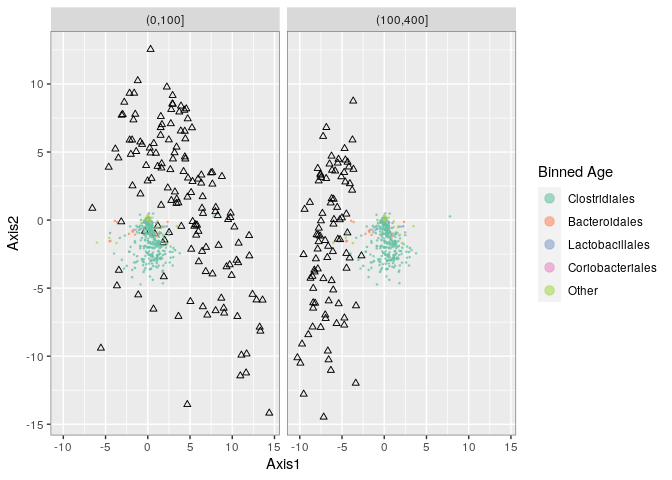 (0,100]
(100,400]
10
5
0
-5
-10
-15
Axis2
-10 -5 0 5 10 15
-10 -5 0 5 10 15
Axis1
Binned Age
Clostridiales
Bacteroidales
Lactobacillales
Coriobacteriales
Other